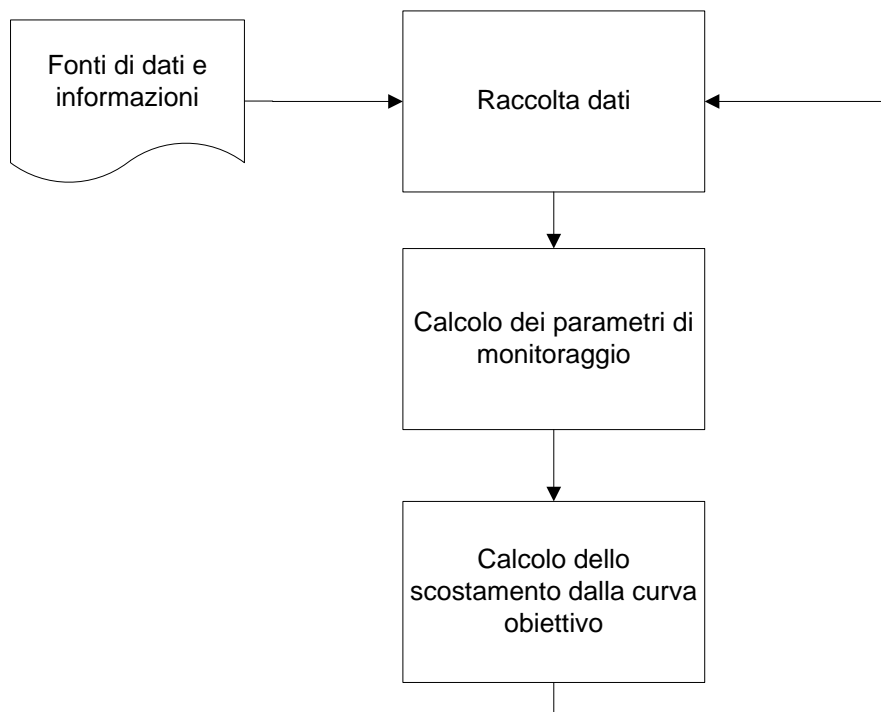 Fonti di dati e
informazioni
Raccolta dati
Calcolo dei parametri di
monitoraggio
Calcolo dello
scostamento dalla curva
obiettivo